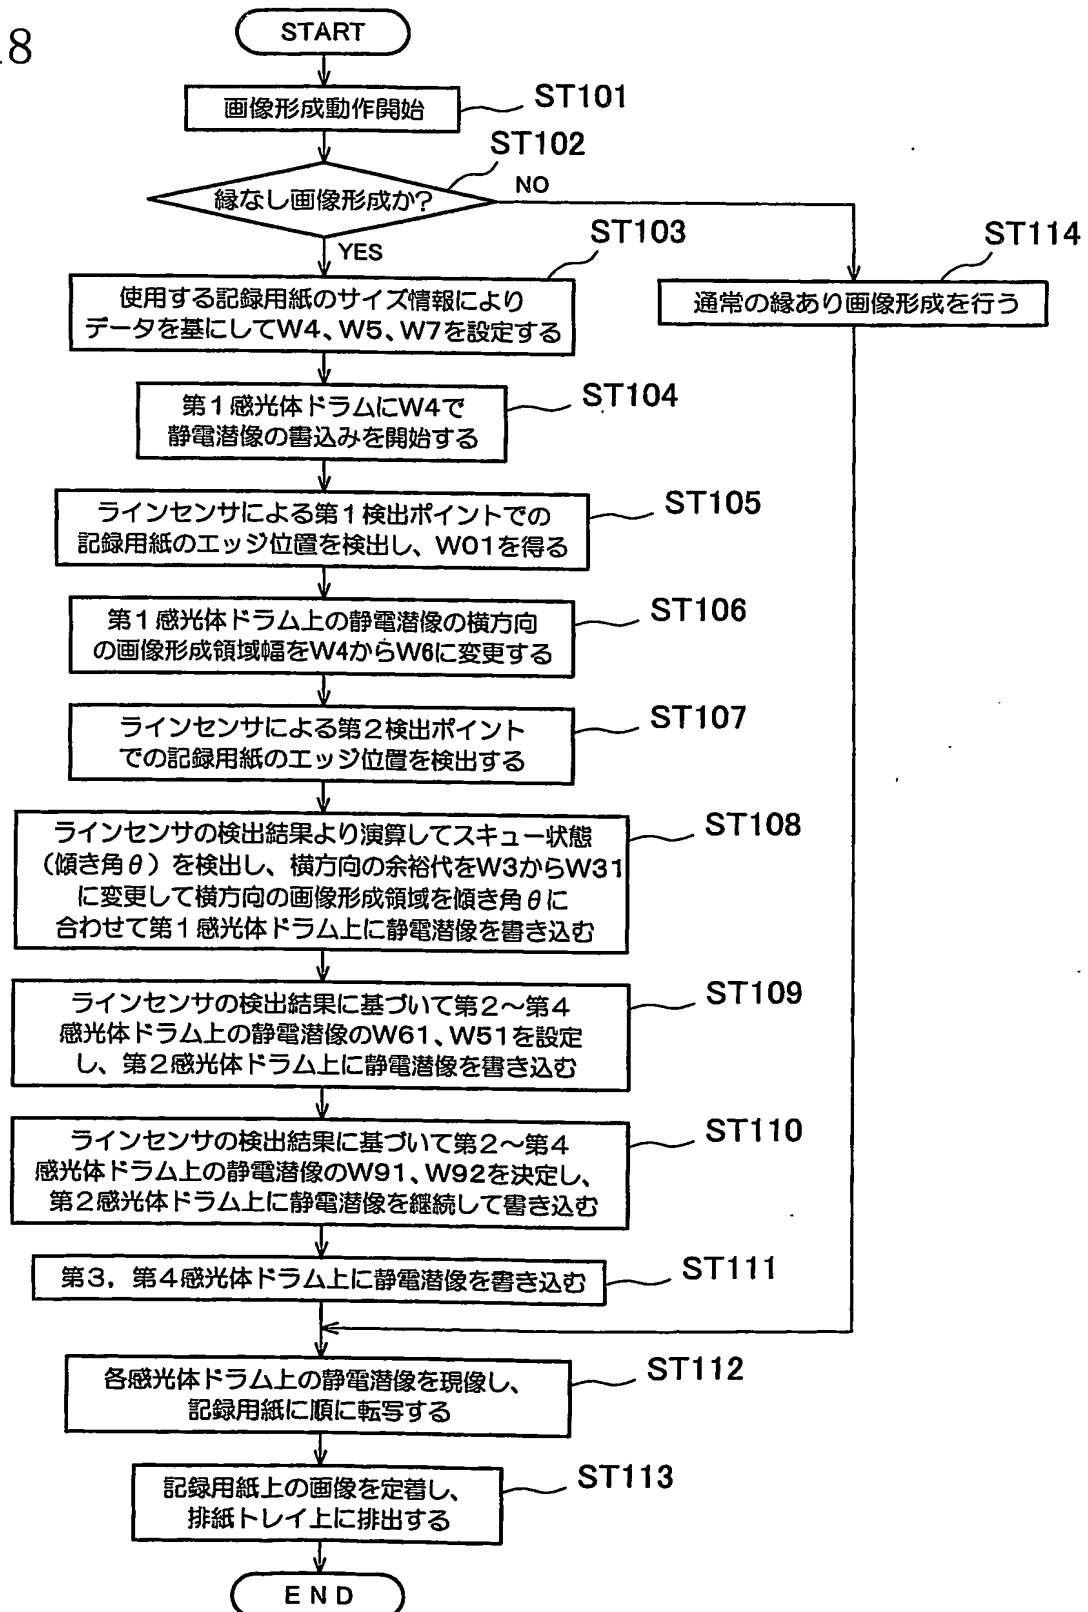 8
START
画像形成動作開始
ST101
ST102
縁なし画像形成か?
NO
YES
ST103
ST114
使用する記録用紙のサイズ情報により
データを基にしてW4、W5、W7を設定する
通常の縁あり画像形成を行う
第1感光体ドラムにW4で
静電潜像の書込みを開始する
ST104
ラインセンサによる第1検出ポイントでの
記録用紙のエッジ位置を検出し、W01を得る
ST105
第1感光体ドラム上の静電潜像の横方向
の画像形成領域幅をW4からW6に変更する
ST106
ラインセンサによる第2検出ポイント
での記録用紙のエッジ位置を検出する
ST107
ラインセンサの検出結果より演算してスキュー状態
(傾き角θ)を検出し、横方向の余裕代をW3からW31
に変更して横方向の画像形成領域を傾き角θに
合わせて第1感光体ドラム上に静電潜像を書き込む
ST108
ラインセンサの検出結果に基づいて第2〜第4
感光体ドラム上の静電潜像のW61、W51を設定
し、第2感光体ドラム上に静電潜像を書き込む
ST109
ラインセンサの検出結果に基づいて第2〜第4
感光体ドラム上の静電潜像のW91、W92を決定し、
第2感光体ドラム上に静電潜像を継続して書き込む
ST110
第3，第4感光体ドラム上に静電潜像を書き込む
ST111
各感光体ドラム上の静電潜像を現像し、
記録用紙に順に転写する
ST112
記録用紙上の画像を定着し、
排紙トレイ上に排出する
ST113
END